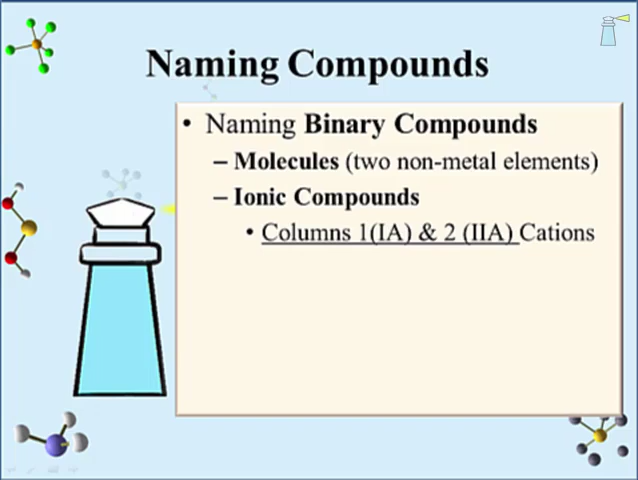 Naming Compounds
• Naming Binary Compounds
– Molecules (two non-metal elements)
– Ionic Compounds
• Columns 1(IA) & 2 (IIA) Cations